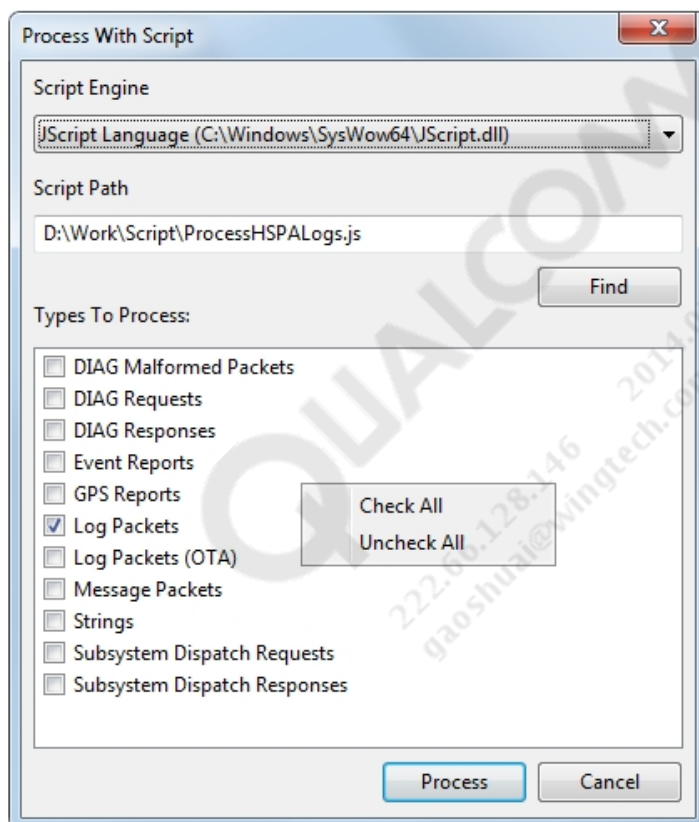 Process With Script
Script Engine
JScript Language (C:\Windows\SysWow64\JScript.dll)
Script Path
D:\Work\Script\ProcessHSPALogs.js
Find
Types To Process:
DIAG Malformed Packets
DIAG Requests
DIAG Responses
Event Reports
GPS Reports
Log Packets
Log Packets (OTA)
Message Packets
Strings
Subsystem Dispatch Requests
Subsystem Dispatch Responses
Check All
Uncheck All
Process
Cancel
QUALCOM
222.66.128.146
gaoshuai@wingtech.com